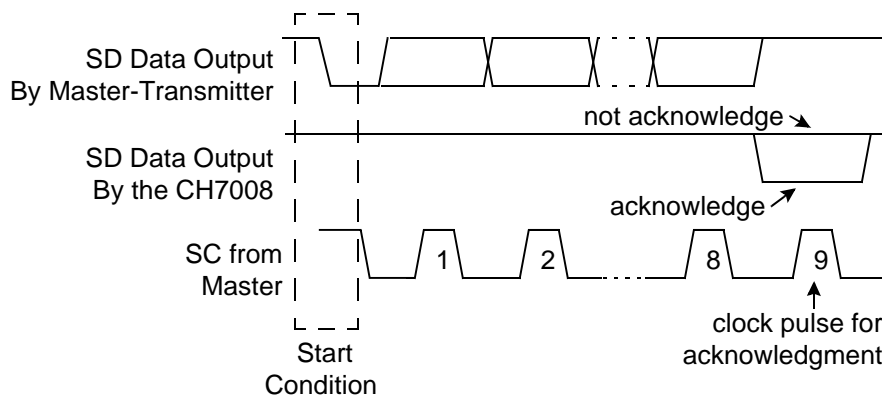 SD Data Output
By Master-Transmitter
not acknowledge
SD Data Output
By the CH7008
acknowledge
SC from
Master
1
2
8
9
clock pulse for
acknowledgment
Start
Condition